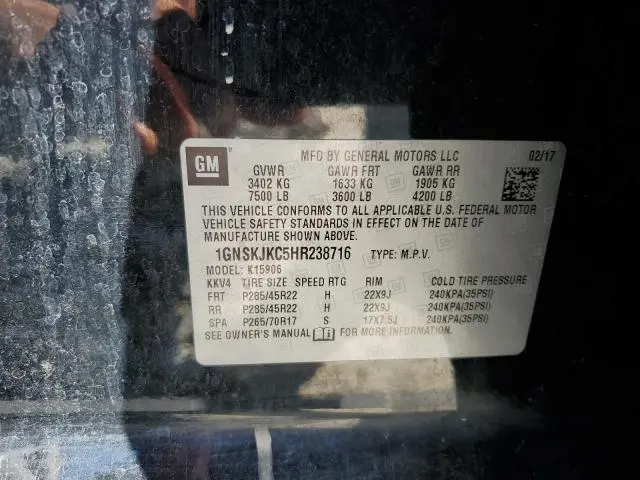 GM
MFD BY GENERAL MOTORS LLC 02/17
GVWR GAWR FRT GAWR RR
3402 KG 1633 KG 1905 KG
7500 LB 3600 LB 4200 LB
THIS VEHICLE CONFORMS TO ALL APPLICABLE U.S. FEDERAL MOTOR
VEHICLE SAFETY STANDARDS IN EFFECT ON THE DATE OF
MANUFACTURE SHOWN ABOVE.
1GNSKJKC5HR238716 TYPE: M.P.V.
MODEL: K15906
KKV4 TIRE SIZE SPEED RTG RIM COLD TIRE PRESSURE
FRT P285/45R22 H 22X9J 240KPA(35PSI)
RR P285/45R22 H 22X9J 240KPA(35PSI)
SPA P265/70R17 S 17X7.5J 240KPA(35PSI)
SEE OWNER'S MANUAL FOR MORE INFORMATION.